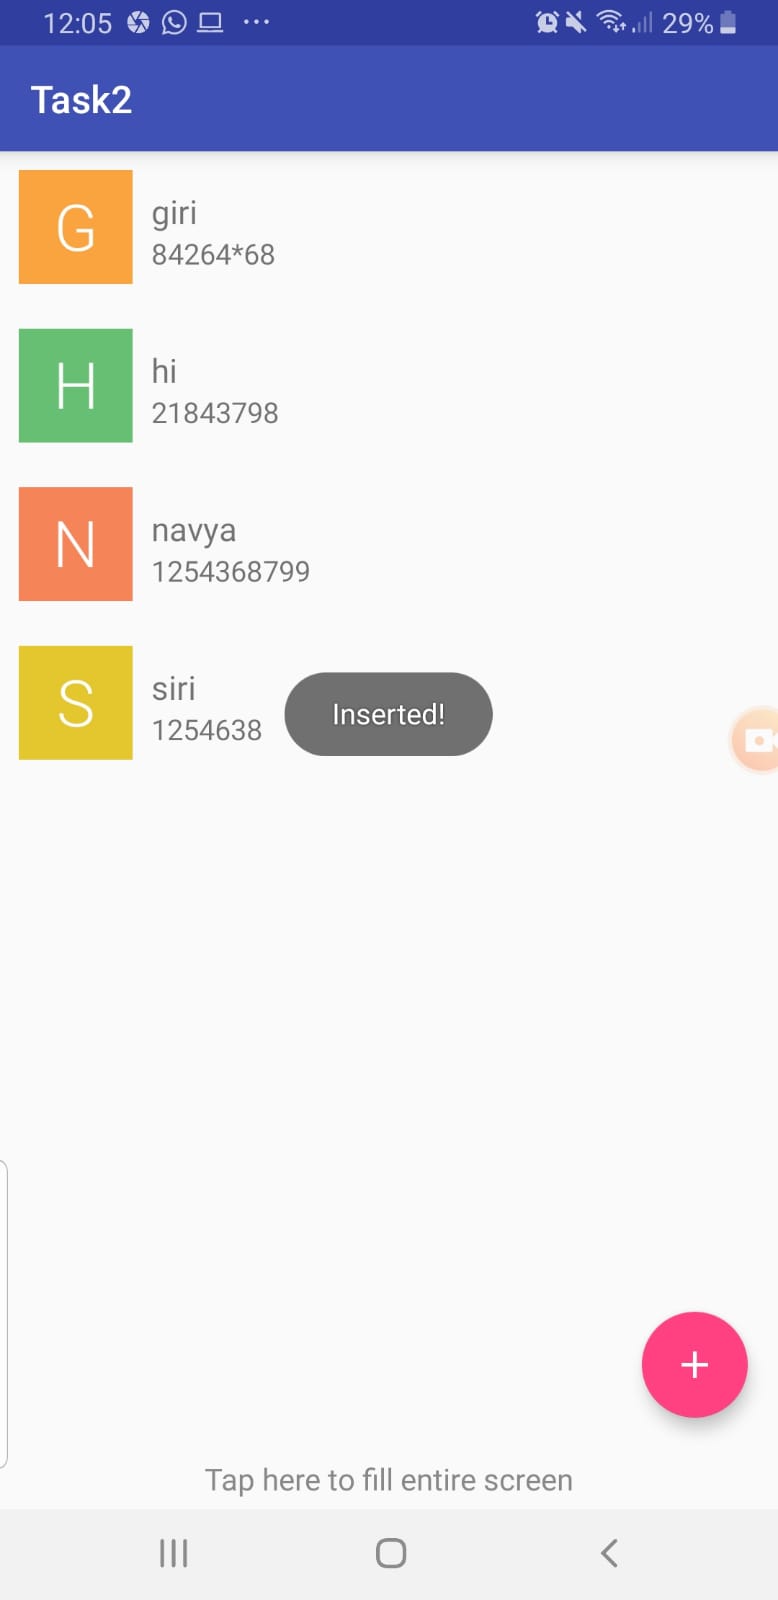 12:05 ... 29%
Task2
G
giri
84264*68
H
hi
21843798
N
navya
1254368799
S
siri
1254638
Inserted!
+
Tap here to fill entire screen